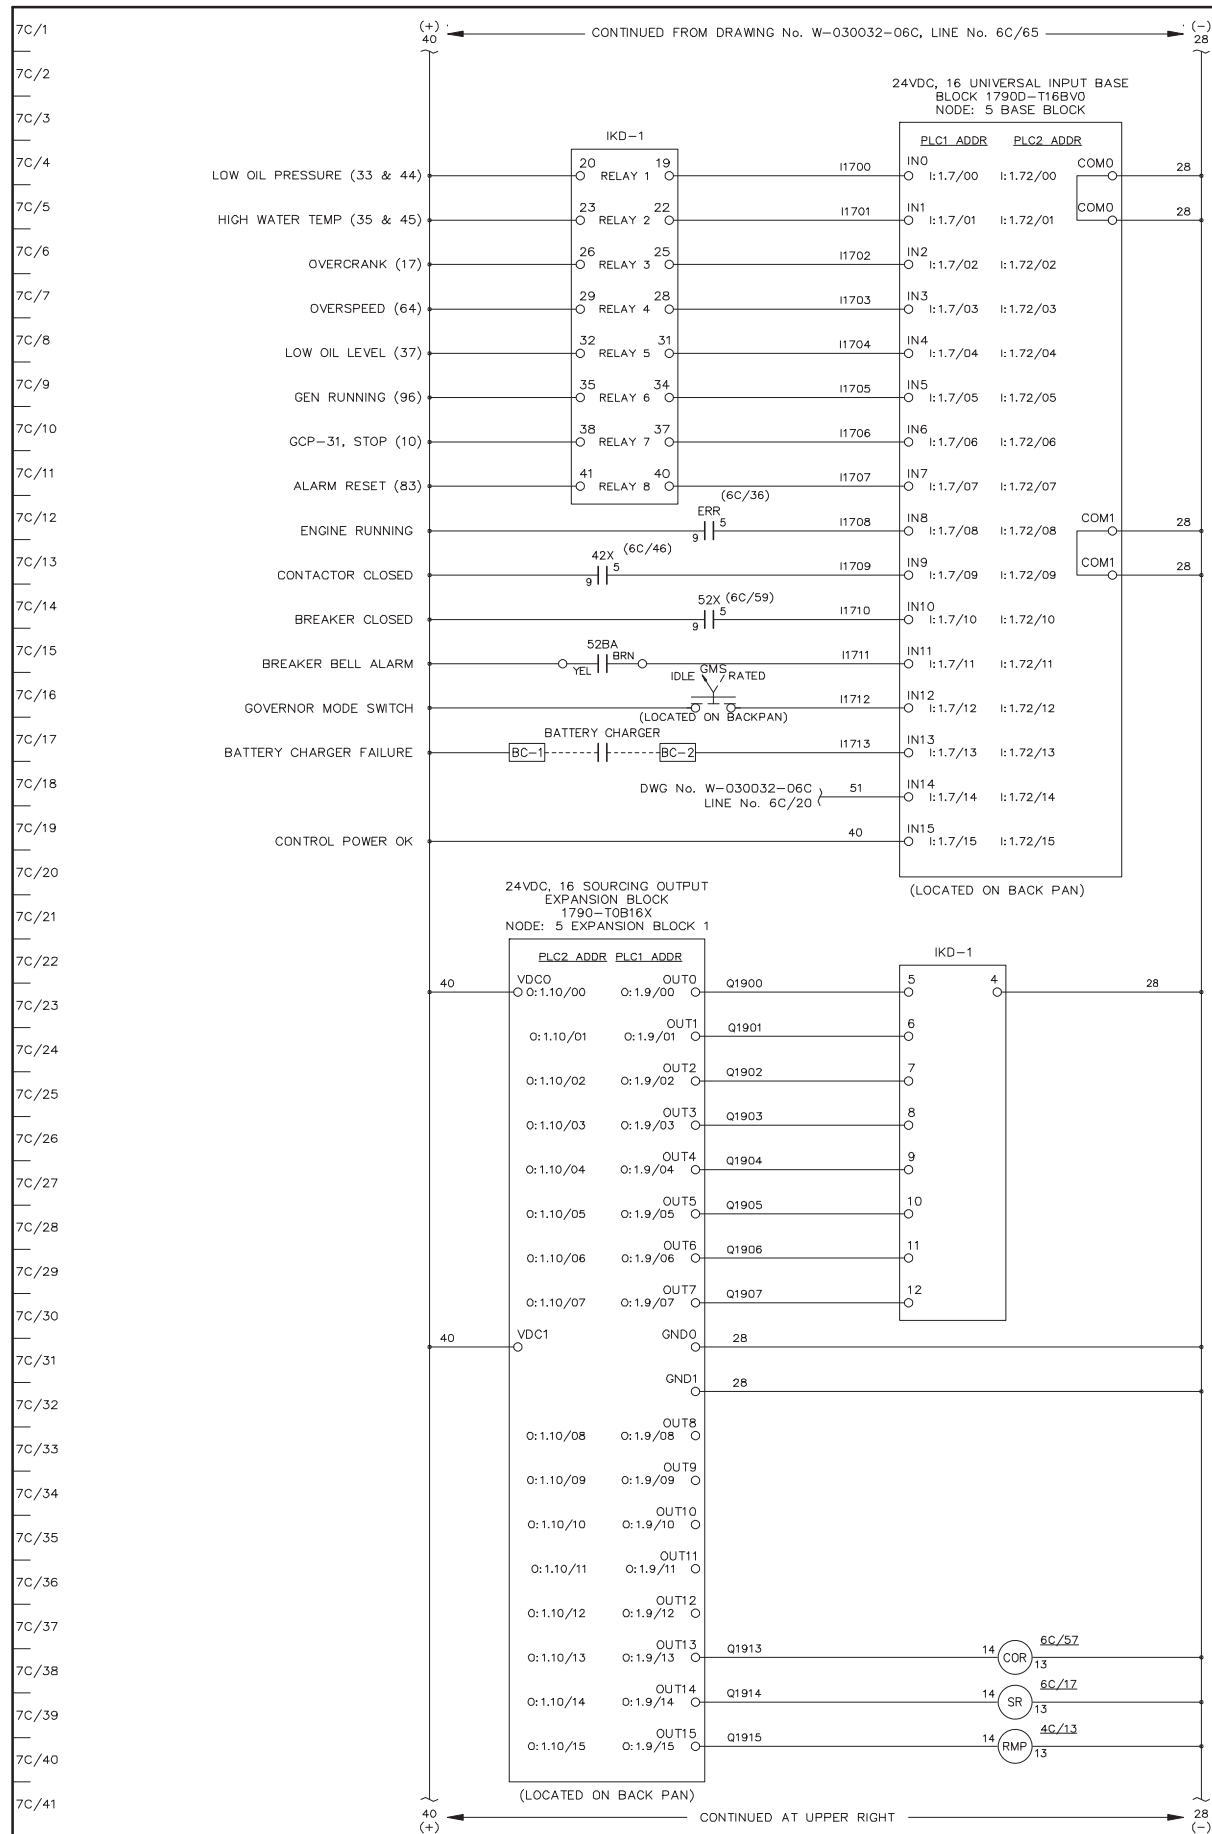 7C/1
(+)
40
CONTINUED FROM DRAWING No. W-030032-06C, LINE No. 6C/65
(-)
28
7C/2
24VDC, 16 UNIVERSAL INPUT BASE
BLOCK 1790D-T16BV0
NODE: 5 BASE BLOCK
7C/3
IKD-1
PLC1 ADDR PLC2 ADDR
7C/4
LOW OIL PRESSURE (33 & 44) 20 RELAY 1 19 I1700 IN0 I:1.7/00 I:1.72/00 COM0 28
7C/5
HIGH WATER TEMP (35 & 45) 23 RELAY 2 22 I1701 IN1 I:1.7/01 I:1.72/01 COM0 28
7C/6
OVERCRANK (17) 26 RELAY 3 25 I1702 IN2 I:1.7/02 I:1.72/02
7C/7
OVERSPEED (64) 29 RELAY 4 28 I1703 IN3 I:1.7/03 I:1.72/03
7C/8
LOW OIL LEVEL (37) 32 RELAY 5 31 I1704 IN4 I:1.7/04 I:1.72/04
7C/9
GEN RUNNING (96) 35 RELAY 6 34 I1705 IN5 I:1.7/05 I:1.72/05
7C/10
GCP-31, STOP (10) 38 RELAY 7 37 I1706 IN6 I:1.7/06 I:1.72/06
7C/11
ALARM RESET (83) 41 RELAY 8 40 I1707 IN7 I:1.7/07 I:1.72/07
7C/12
ENGINE RUNNING 9 ERR 5 (6C/36) I1708 IN8 I:1.7/08 I:1.72/08 COM1 28
7C/13
CONTACTOR CLOSED 9 42X 5 (6C/46) I1709 IN9 I:1.7/09 I:1.72/09 COM1 28
7C/14
BREAKER CLOSED 9 52X 5 (6C/59) I1710 IN10 I:1.7/10 I:1.72/10
7C/15
BREAKER BELL ALARM YEL 52BA BRN I1711 IN11 I:1.7/11 I:1.72/11
7C/16
IDLE GMS RATED
GOVERNOR MODE SWITCH (LOCATED ON BACKPAN) I1712 IN12 I:1.7/12 I:1.72/12
7C/17
BATTERY CHARGER
BATTERY CHARGER FAILURE BC-1 BC-2 I1713 IN13 I:1.7/13 I:1.72/13
7C/18
DWG No. W-030032-06C
LINE No. 6C/20
51 IN14 I:1.7/14 I:1.72/14
7C/19
CONTROL POWER OK 40 IN15 I:1.7/15 I:1.72/15
7C/20
(LOCATED ON BACK PAN)
24VDC, 16 SOURCING OUTPUT
EXPANSION BLOCK
1790-T0B16X
NODE: 5 EXPANSION BLOCK 1
7C/21
7C/22
PLC2 ADDR PLC1 ADDR
IKD-1
40 VDC0 O:1.10/00 O:1.9/00 OUT0 Q1900 5 4 28
7C/23
O:1.10/01 O:1.9/01 OUT1 Q1901 6
7C/24
O:1.10/02 O:1.9/02 OUT2 Q1902 7
7C/25
O:1.10/03 O:1.9/03 OUT3 Q1903 8
7C/26
O:1.10/04 O:1.9/04 OUT4 Q1904 9
7C/27
O:1.10/05 O:1.9/05 OUT5 Q1905 10
7C/28
O:1.10/06 O:1.9/06 OUT6 Q1906 11
7C/29
O:1.10/07 O:1.9/07 OUT7 Q1907 12
7C/30
40 VDC1 GND0 28
7C/31
GND1 28
7C/32
O:1.10/08 O:1.9/08 OUT8
7C/33
O:1.10/09 O:1.9/09 OUT9
7C/34
O:1.10/10 O:1.9/10 OUT10
7C/35
O:1.10/11 O:1.9/11 OUT11
7C/36
O:1.10/12 O:1.9/12 OUT12
7C/37
O:1.10/13 O:1.9/13 OUT13 Q1913 14 COR 13 6C/57
7C/38
O:1.10/14 O:1.9/14 OUT14 Q1914 14 SR 13 6C/17
7C/39
O:1.10/15 O:1.9/15 OUT15 Q1915 14 RMP 13 4C/13
7C/40
(LOCATED ON BACK PAN)
7C/41
40
(+)
CONTINUED AT UPPER RIGHT
28
(-)